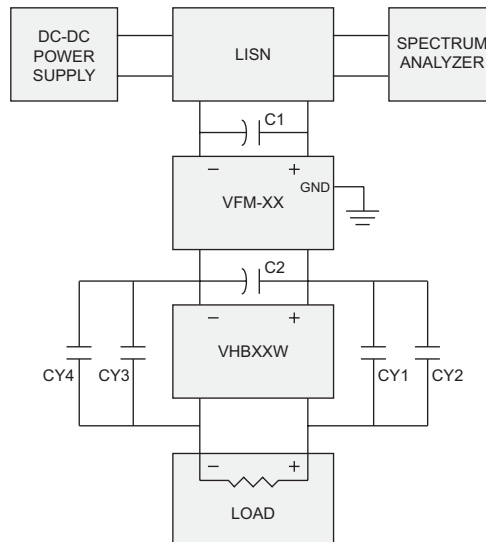 DC-DC
POWER
SUPPLY
LISN
SPECTRUM
ANALYZER
C1
− +
GND
VFM-XX
C2
− +
VHBXXW
CY4 CY3 CY1 CY2
− +
LOAD